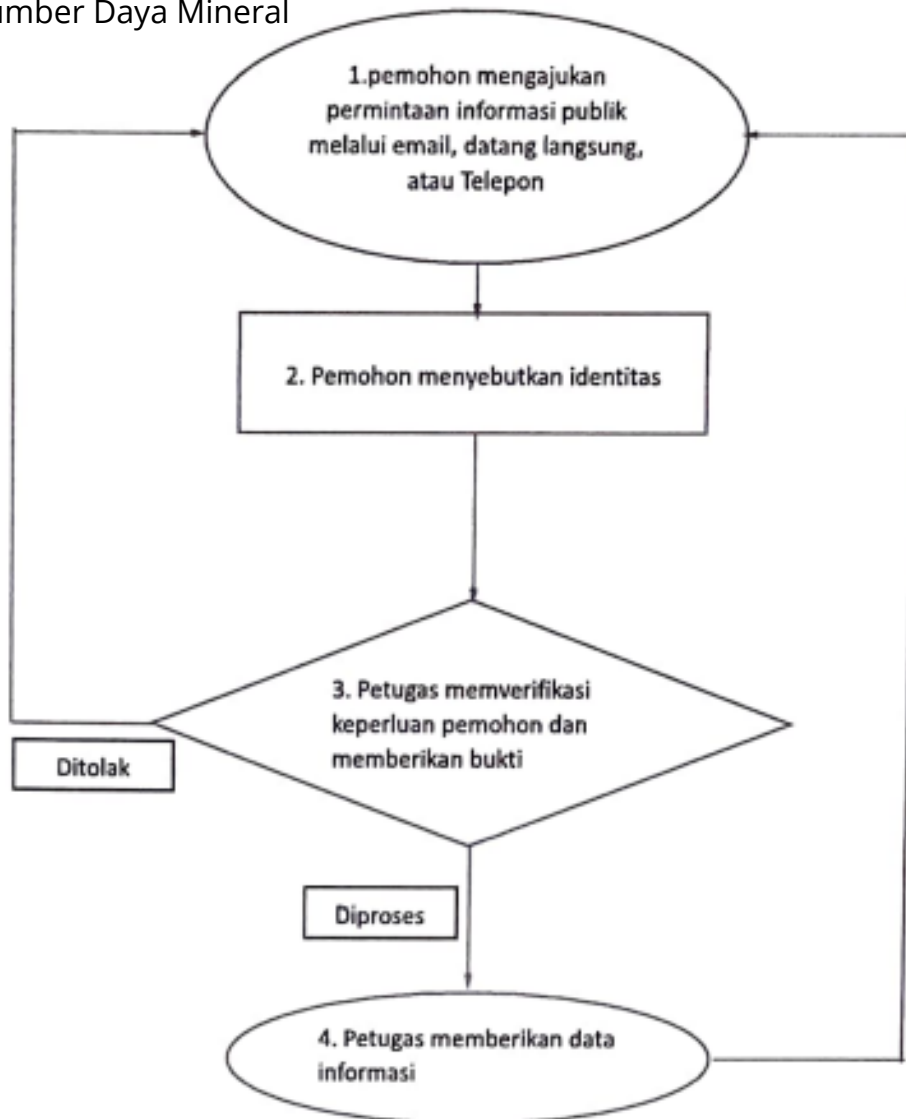 umber Daya Mineral
1.pemohon mengajukan
permintaan informasi publik
melalui email, datang langsung,
atau Telepon
2. Pemohon menyebutkan identitas
3. Petugas memverifikasi
keperluan pemohon dan
memberikan bukti
Ditolak
Diproses
4. Petugas memberikan data
informasi